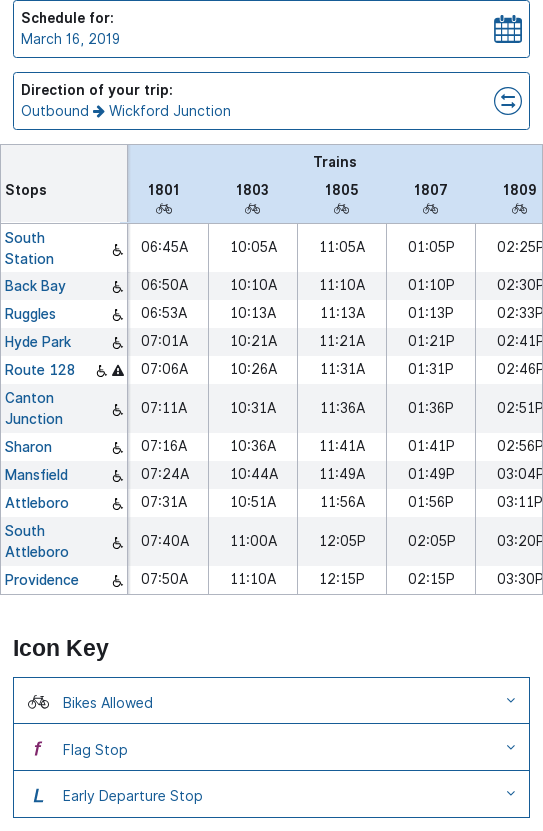 Schedule for:
March 16, 2019
Direction of your trip:
Outbound Wickford Junction
Trains
Stops 1801 1803 1805 1807 1809
South Station 06:45A 10:05A 11:05A 01:05P 02:25P
Back Bay 06:50A 10:10A 11:10A 01:10P 02:30P
Ruggles 06:53A 10:13A 11:13A 01:13P 02:33P
Hyde Park 07:01A 10:21A 11:21A 01:21P 02:41P
Route 128 07:06A 10:26A 11:31A 01:31P 02:46P
Canton Junction 07:11A 10:31A 11:36A 01:36P 02:51P
Sharon 07:16A 10:36A 11:41A 01:41P 02:56P
Mansfield 07:24A 10:44A 11:49A 01:49P 03:04P
Attleboro 07:31A 10:51A 11:56A 01:56P 03:11P
South Attleboro 07:40A 11:00A 12:05P 02:05P 03:20P
Providence 07:50A 11:10A 12:15P 02:15P 03:30P
Icon Key
Bikes Allowed
f Flag Stop
L Early Departure Stop